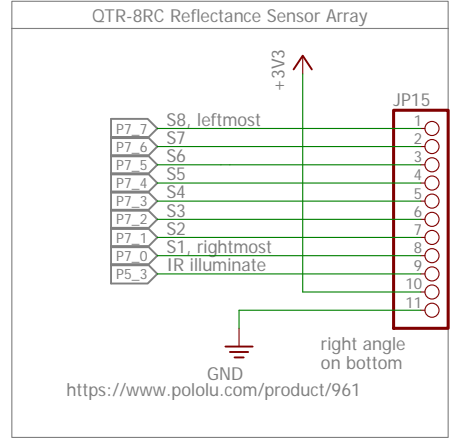 QTR-8RC Reflectance Sensor Array
+3V3
JP15
P7_7 S8, leftmost 1
P7_6 S7 2
P7_5 S6 3
P7_4 S5 4
P7_3 S4 5
P7_2 S3 6
P7_1 S2 7
P7_0 S1, rightmost 8
P5_3 IR illuminate 9
10
11
right angle
on bottom
GND
https://www.pololu.com/product/961